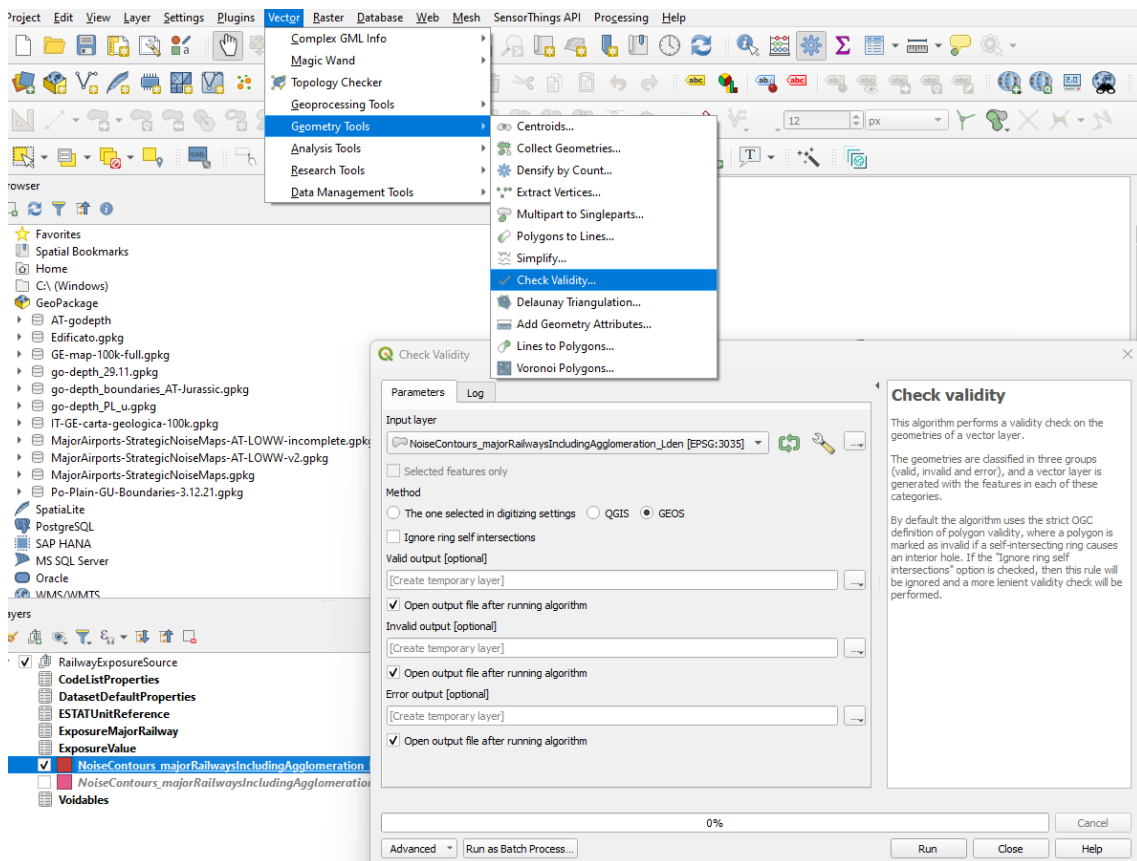 Project Edit View Layer Settings Plugins Vector Raster Database Web Mesh SensorThings API Processing Help
Complex GML Info
Magic Wand
Topology Checker
Geoprocessing Tools
Geometry Tools
Analysis Tools
Research Tools
Data Management Tools
Centroids...
Collect Geometries...
Densify by Count...
Extract Vertices...
Multipart to Singleparts...
Polygons to Lines...
Simplify...
Check Validity...
Delaunay Triangulation...
Add Geometry Attributes...
Lines to Polygons...
Voronoi Polygons...
abc abc abc
12 px
rowser
Favorites
Spatial Bookmarks
Home
C:\ (Windows)
GeoPackage
AT-godepth
Edificato.gpkg
GE-map-100k-full.gpkg
go-depth_29.11.gpkg
go-depth_boundaries_AT-Jurassic.gpkg
go-depth_PL_u.gpkg
IT-GE-carta-geologica-100k.gpkg
MajorAirports-StrategicNoiseMaps-AT-LOWW-incomplete.gpkg
MajorAirports-StrategicNoiseMaps-AT-LOWW-v2.gpkg
MajorAirports-StrategicNoiseMaps.gpkg
Po-Plain-GU-Boundaries-3.12.21.gpkg
SpatiaLite
PostgreSQL
SAP HANA
MS SQL Server
Oracle
WMS/WMTS
ayers
RailwayExposureSource
CodeListProperties
DatasetDefaultProperties
ESTATUnitReference
ExposureMajorRailway
ExposureValue
NoiseContours_majorRailwaysIncludingAgglomeration
NoiseContours_majorRailwaysIncludingAgglomeration
Voidables
Check Validity
Parameters Log
Input layer
NoiseContours_majorRailwaysIncludingAgglomeration_Lden [EPSG:3035]
Selected features only
Method
The one selected in digitizing settings QGIS GEOS
Ignore ring self intersections
Valid output [optional]
[Create temporary layer]
Open output file after running algorithm
Invalid output [optional]
[Create temporary layer]
Open output file after running algorithm
Error output [optional]
[Create temporary layer]
Open output file after running algorithm
Check validity
This algorithm performs a validity check on the
geometries of a vector layer.
The geometries are classified in three groups
(valid, invalid and error), and a vector layer is
generated with the features in each of these
categories.
By default the algorithm uses the strict OGC
definition of polygon validity, where a polygon is
marked as invalid if a self-intersecting ring causes
an interior hole. If the "Ignore ring self
intersections" option is checked, then this rule will
be ignored and a more lenient validity check will be
performed.
0%
Cancel
Advanced Run as Batch Process...
Run Close Help